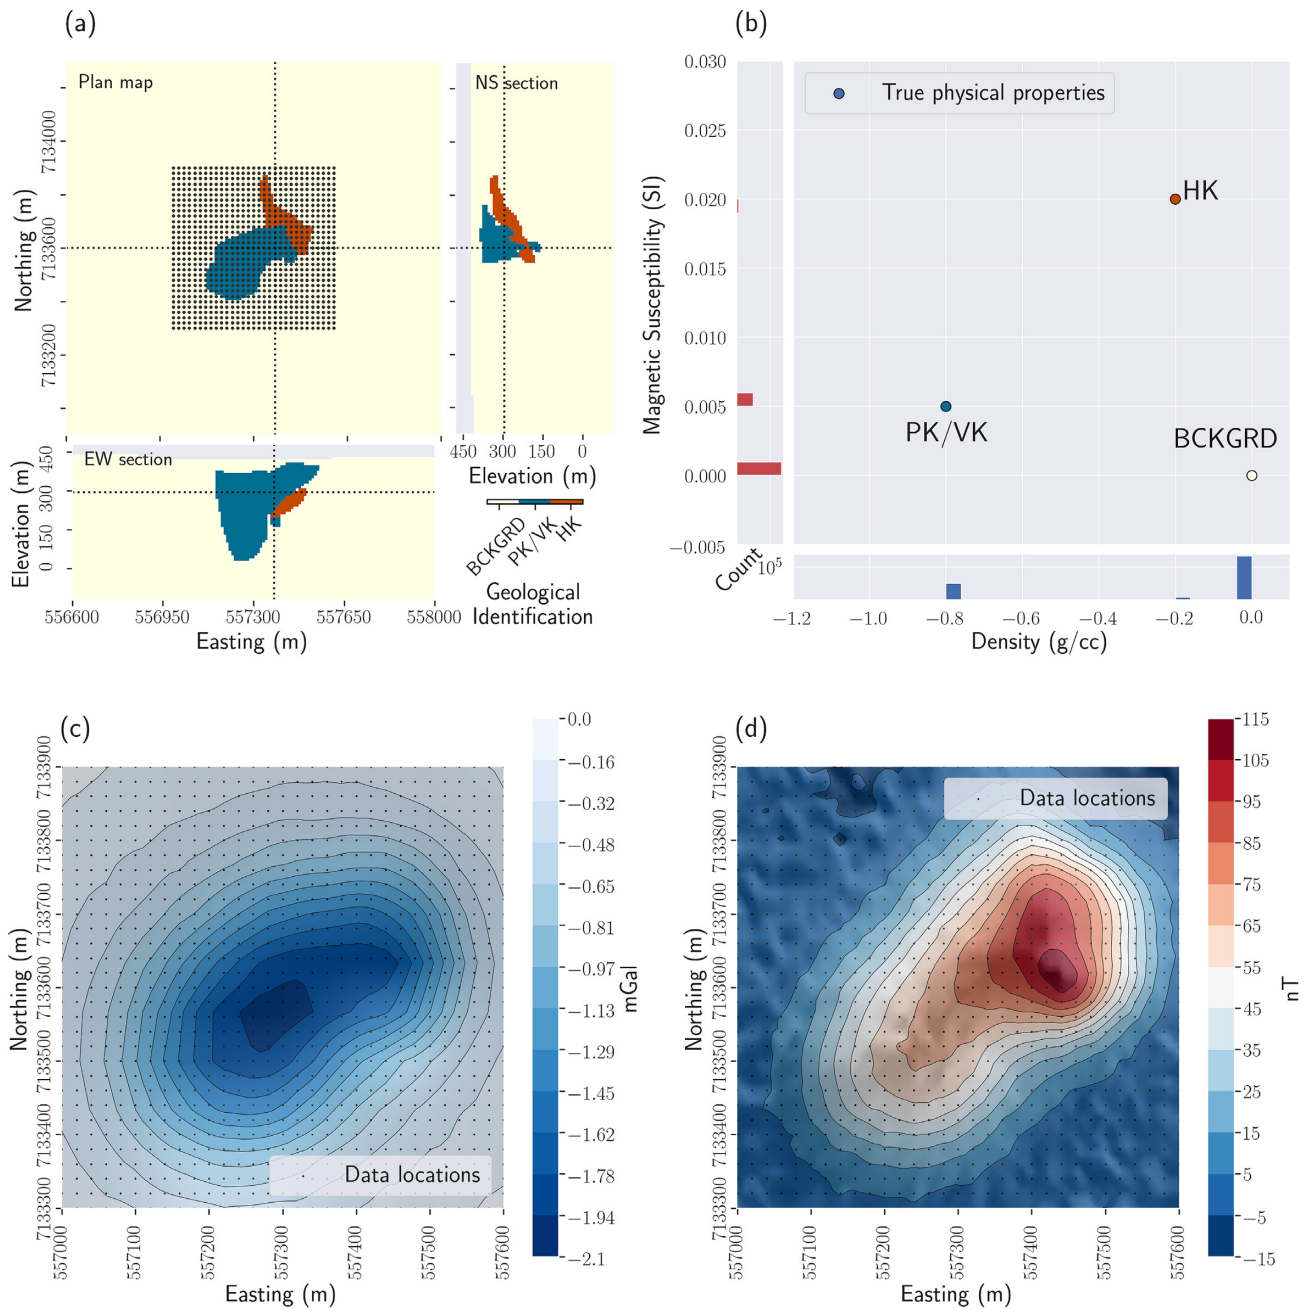 (a)
Plan map
Northing (m)
7134000
7133600
7133200
NS section
450
300
150
0
Elevation (m)
EW section
Elevation (m)
450
300
150
0
556600
556950
557300
557650
558000
Easting (m)
BCKGRD
PK/VK
HK
Geological
Identification
(b)
True physical properties
Magnetic Susceptibility (SI)
0.030
0.025
0.020
0.015
0.010
0.005
0.000
−0.005
HK
PK/VK
BCKGRD
Count
10⁵
−1.2
−1.0
−0.8
−0.6
−0.4
−0.2
0.0
Density (g/cc)
(c)
Northing (m)
7133900
7133800
7133700
7133600
7133500
7133400
7133300
Data locations
557000
557100
557200
557300
557400
557500
557600
Easting (m)
0.0
−0.16
−0.32
−0.48
−0.65
−0.81
−0.97
−1.13
−1.29
−1.45
−1.62
−1.78
−1.94
−2.1
mGal
(d)
Northing (m)
7133900
7133800
7133700
7133600
7133500
7133400
7133300
Data locations
557000
557100
557200
557300
557400
557500
557600
Easting (m)
115
105
95
85
75
65
55
45
35
25
15
5
−5
−15
nT